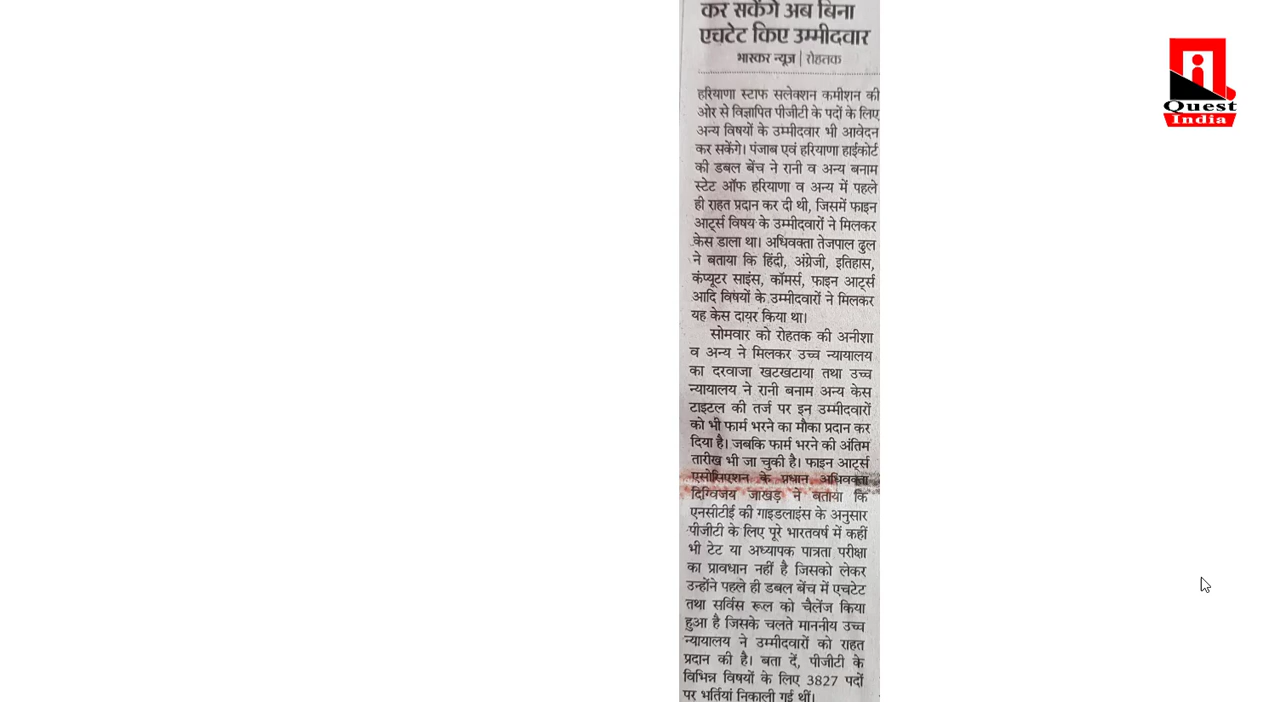 कर सकेंगे अब बिना
एचटेट किए उम्मीदवार
भास्कर न्यूज | रोहतक
हरियाणा स्टाफ सलेक्शन कमीशन की
ओर से विज्ञापित पीजीटी के पदों के लिए
अन्य विषयों के उम्मीदवार भी आवेदन
कर सकेंगे। पंजाब एवं हरियाणा हाईकोर्ट
की डबल बेंच ने रानी व अन्य बनाम
स्टेट ऑफ हरियाणा व अन्य में पहले
ही राहत प्रदान कर दी थी, जिसमें फाइन
आर्ट्स विषय के उम्मीदवारों ने मिलकर
केस डाला था। अधिवक्ता तेजपाल ढुल
ने बताया कि हिंदी, अंग्रेजी, इतिहास,
कंप्यूटर साइंस, कॉमर्स, फाइन आर्ट्स
आदि विषयों के उम्मीदवारों ने मिलकर
यह केस दायर किया था।
सोमवार को रोहतक की अनीशा
व अन्य ने मिलकर उच्च न्यायालय
का दरवाजा खटखटाया तथा उच्च
न्यायालय ने रानी बनाम अन्य केस
टाइटल की तर्ज पर इन उम्मीदवारों
को भी फार्म भरने का मौका प्रदान कर
दिया है। जबकि फार्म भरने की अंतिम
तारीख भी जा चुकी है। फाइन आर्ट्स
एसोसिएशन के प्रधान अधिवक्ता
दिग्विजय जाखड़ ने बताया कि
एनसीटीई की गाइडलाइंस के अनुसार
पीजीटी के लिए पूरे भारतवर्ष में कहीं
भी टेट या अध्यापक पात्रता परीक्षा
का प्रावधान नहीं है जिसको लेकर
उन्होंने पहले ही डबल बेंच में एचटेट
तथा सर्विस रूल को चैलेंज किया
हुआ है जिसके चलते माननीय उच्च
न्यायालय ने उम्मीदवारों को राहत
प्रदान की है। बता दें, पीजीटी के
विभिन्न विषयों के लिए 3827 पदों
पर भर्तियां निकाली गई थीं।
Quest
India